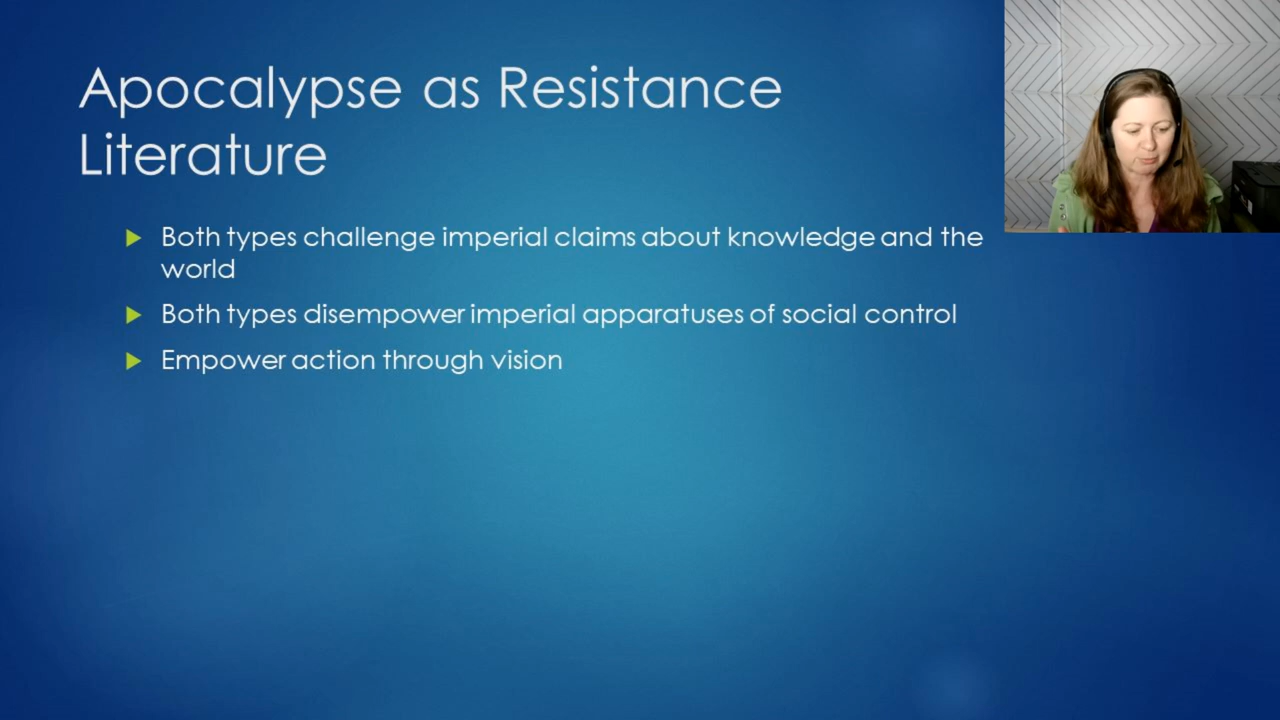 Apocalypse as Resistance
Literature
Both types challenge imperial claims about knowledge and the
world
Both types disempower imperial apparatuses of social control
Empower action through vision